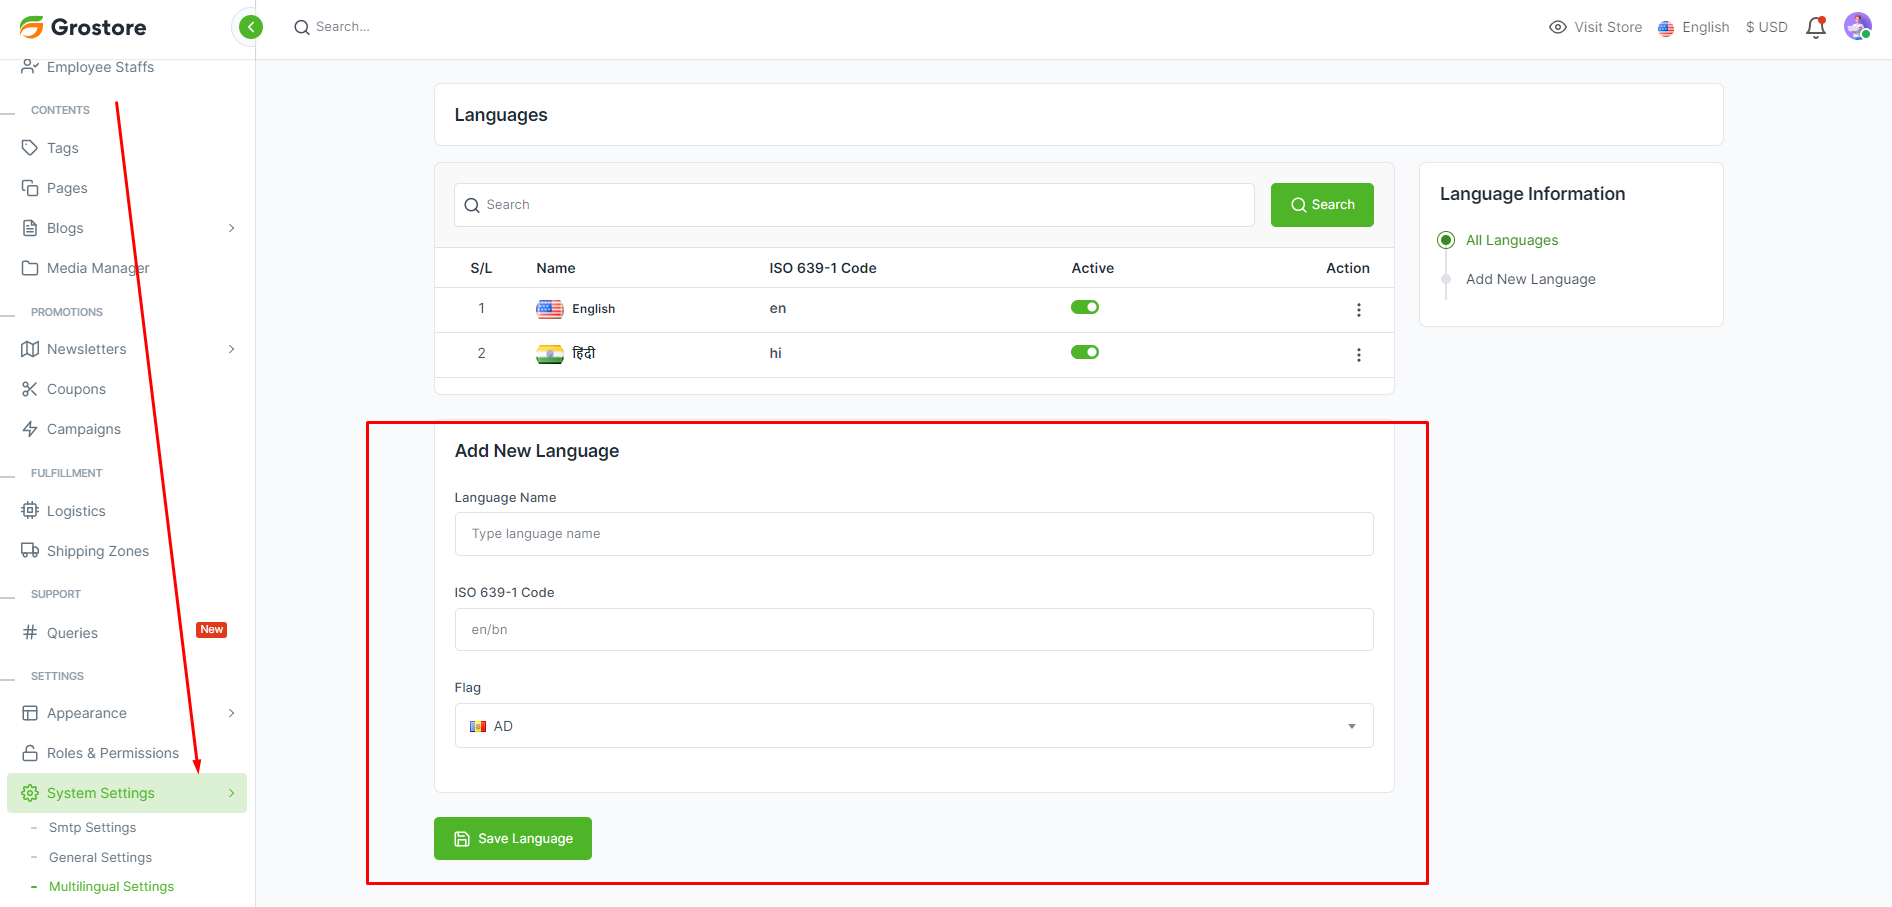 Grostore
Search...
Visit Store
English
$ USD
Employee Staffs
CONTENTS
Tags
Pages
Blogs
Media Manager
PROMOTIONS
Newsletters
Coupons
Campaigns
FULFILLMENT
Logistics
Shipping Zones
SUPPORT
Queries New
SETTINGS
Appearance
Roles & Permissions
System Settings
Smtp Settings
General Settings
Multilingual Settings
Languages
Search
Search
S/L Name ISO 639-1 Code Active Action
1 English en
2 हिंदी hi
Add New Language
Language Name
Type language name
ISO 639-1 Code
en/bn
Flag
AD
Save Language
Language Information
All Languages
Add New Language